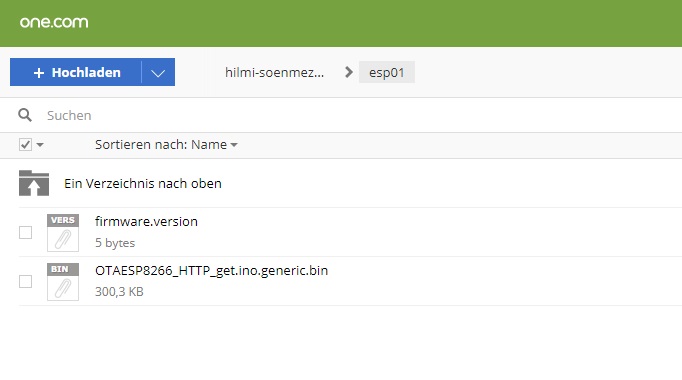 one.com
+ Hochladen
hilmi-soenmez... > esp01
Suchen
Sortieren nach: Name
Ein Verzeichnis nach oben
VERS
firmware.version
5 bytes
BIN
OTAESP8266_HTTP_get.ino.generic.bin
300,3 KB